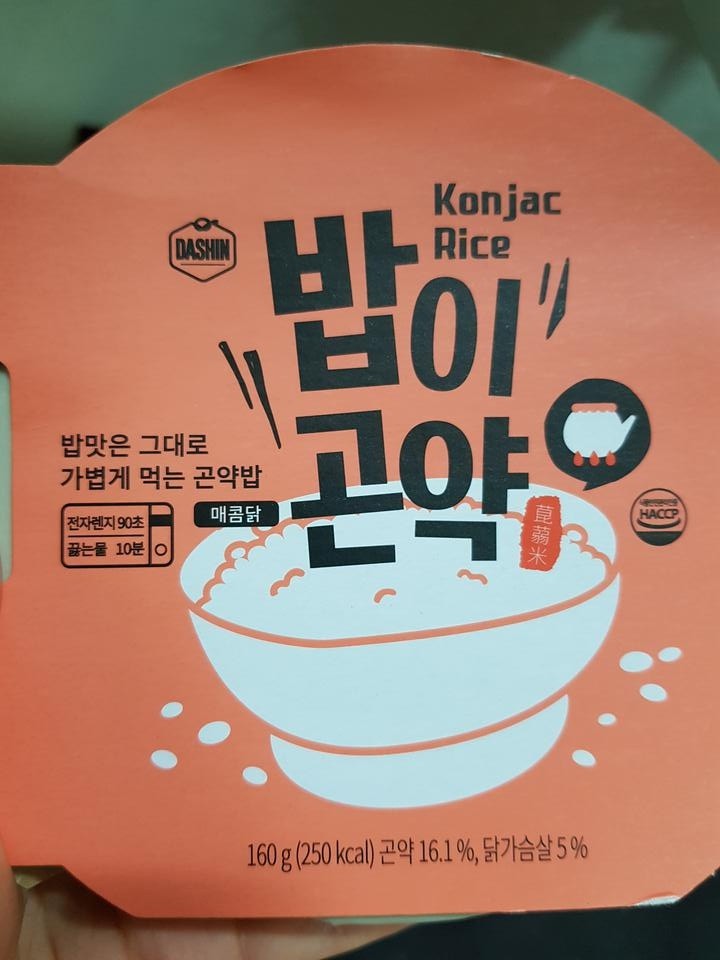 Konjac
Rice
DASHIN
밥이
곤약
밥맛은 그대로
가볍게 먹는 곤약밥
매콤닭
전자렌지 90초
끓는물 10분
蒟
米
HACCP
160 g (250 kcal) 곤약 16.1 %, 닭가슴살 5 %